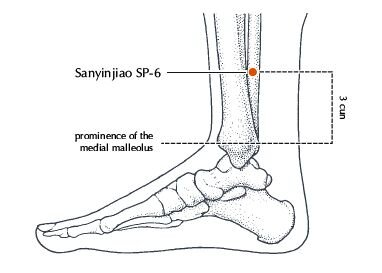 Sanyinjiao SP-6
prominence of the
medial malleolus
3 cun